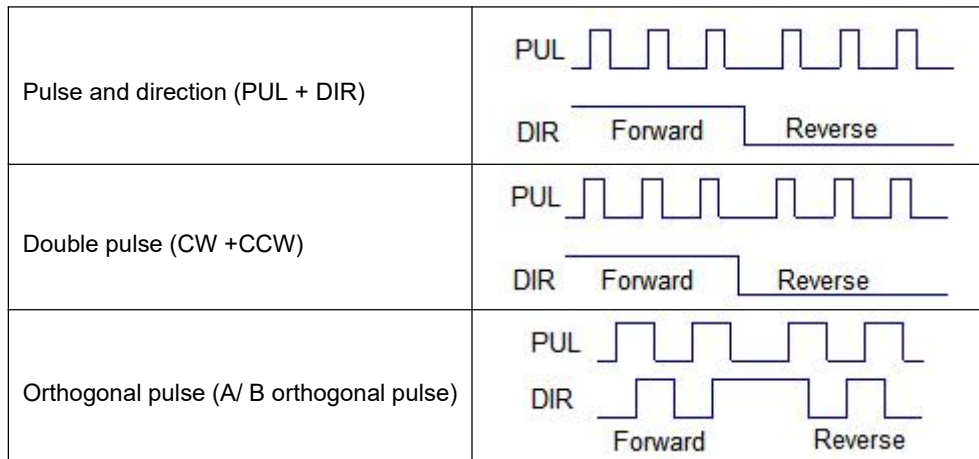 Pulse and direction (PUL + DIR)
PUL
DIR Forward Reverse
Double pulse (CW +CCW)
PUL
DIR Forward Reverse
Orthogonal pulse (A/ B orthogonal pulse)
PUL
DIR
Forward Reverse